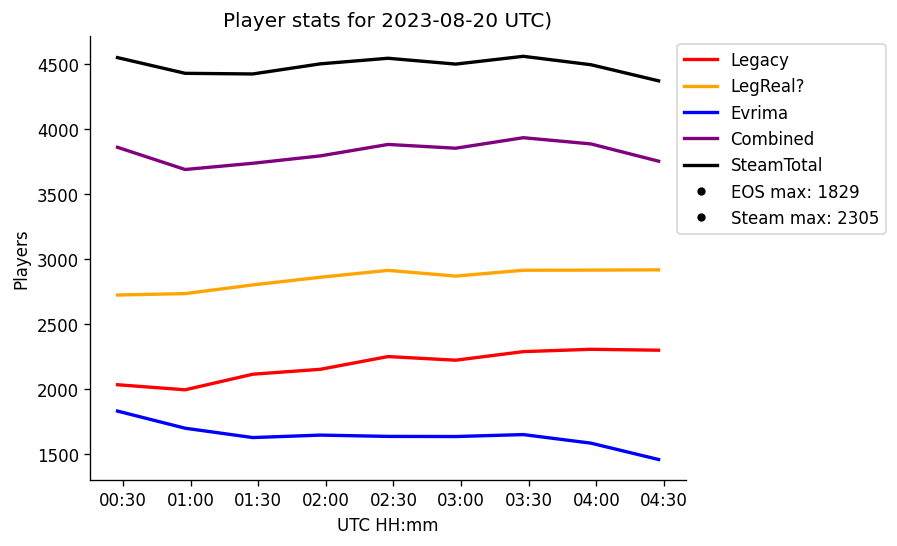 Player stats for 2023-08-20 UTC)
Players
4500
4000
3500
3000
2500
2000
1500
00:30 01:00 01:30 02:00 02:30 03:00 03:30 04:00 04:30
UTC HH:mm
Legacy
LegReal?
Evrima
Combined
SteamTotal
EOS max: 1829
Steam max: 2305